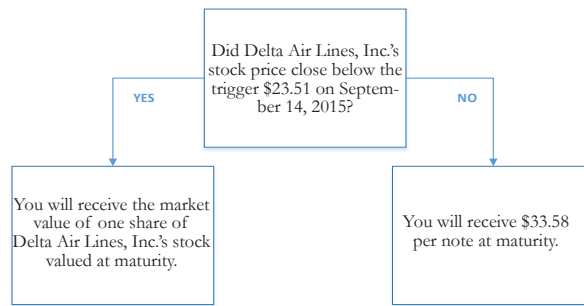 Did Delta Air Lines, Inc.'s
stock price close below the
trigger $23.51 on Septem-
ber 14, 2015?
YES
NO
You will receive the market
value of one share of
Delta Air Lines, Inc.'s stock
valued at maturity.
You will receive $33.58
per note at maturity.